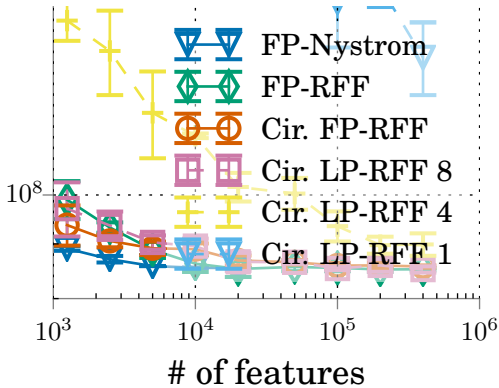 FP-Nystrom
FP-RFF
Cir. FP-RFF
Cir. LP-RFF 8
Cir. LP-RFF 4
Cir. LP-RFF 1
10^8
10^3 10^4 10^5 10^6
# of features